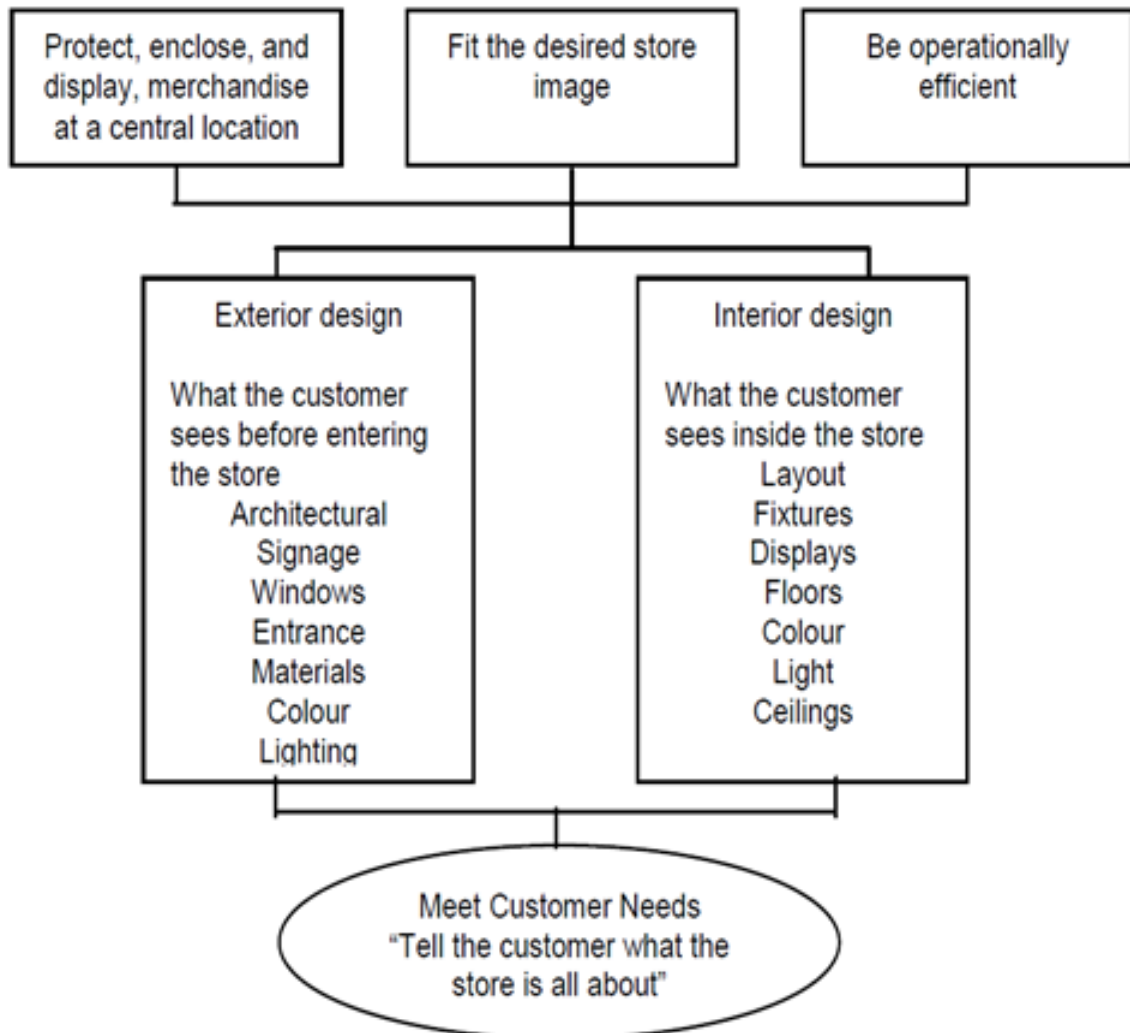 Protect, enclose, and
display, merchandise
at a central location
Fit the desired store
image
Be operationally
efficient
Exterior design
What the customer
sees before entering
the store
Architectural
Signage
Windows
Entrance
Materials
Colour
Lighting
Interior design
What the customer
sees inside the store
Layout
Fixtures
Displays
Floors
Colour
Light
Ceilings
Meet Customer Needs
“Tell the customer what the
store is all about”